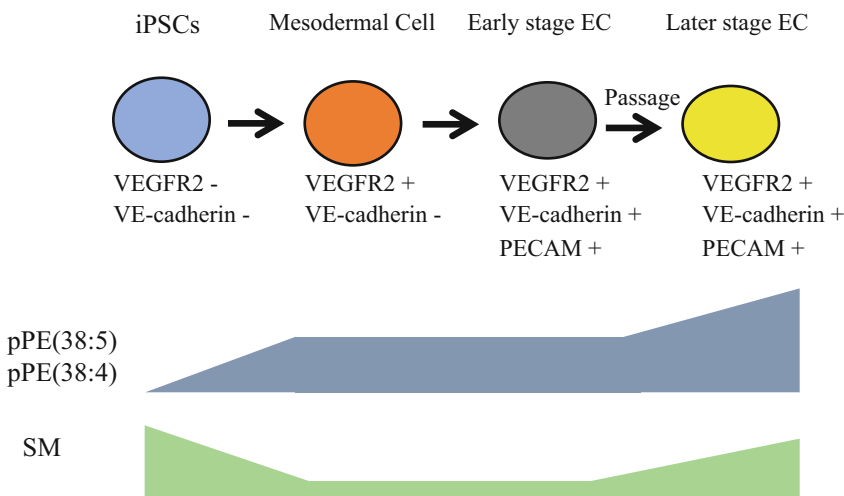 iPSCs Mesodermal Cell Early stage EC Later stage EC
Passage
VEGFR2 - VEGFR2 + VEGFR2 + VEGFR2 +
VE-cadherin - VE-cadherin - VE-cadherin + VE-cadherin +
PECAM + PECAM +
pPE(38:5)
pPE(38:4)
SM